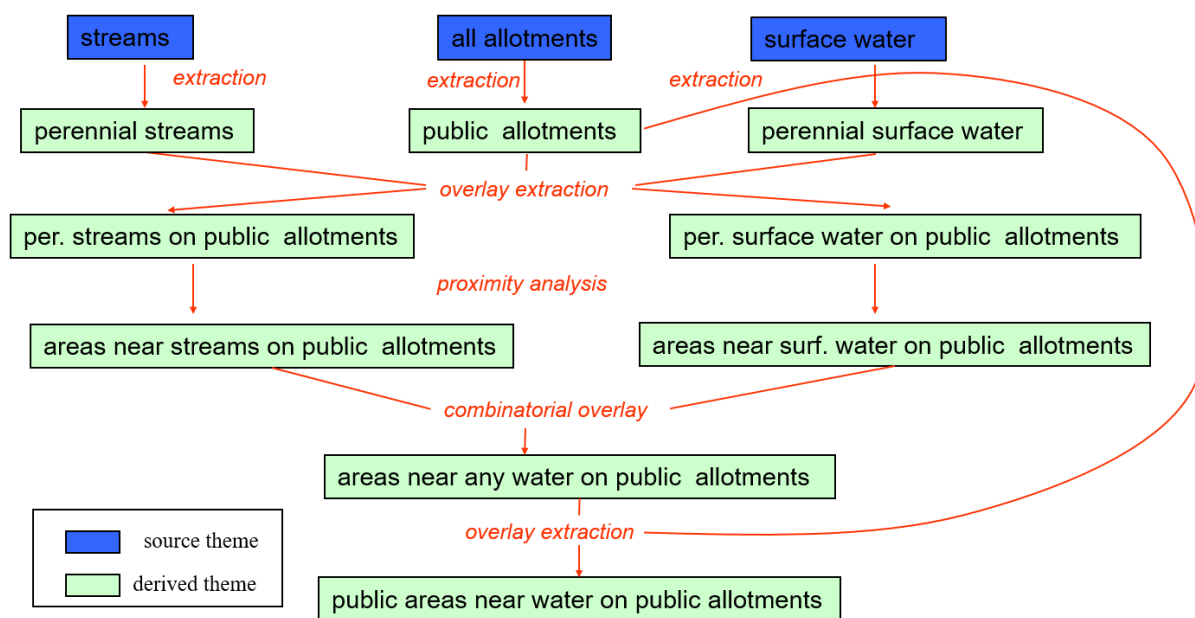 streams
all allotments
surface water
extraction
extraction
extraction
perennial streams
public allotments
perennial surface water
overlay extraction
per. streams on public allotments
per. surface water on public allotments
proximity analysis
areas near streams on public allotments
areas near surf. water on public allotments
combinatorial overlay
areas near any water on public allotments
overlay extraction
source theme
derived theme
public areas near water on public allotments